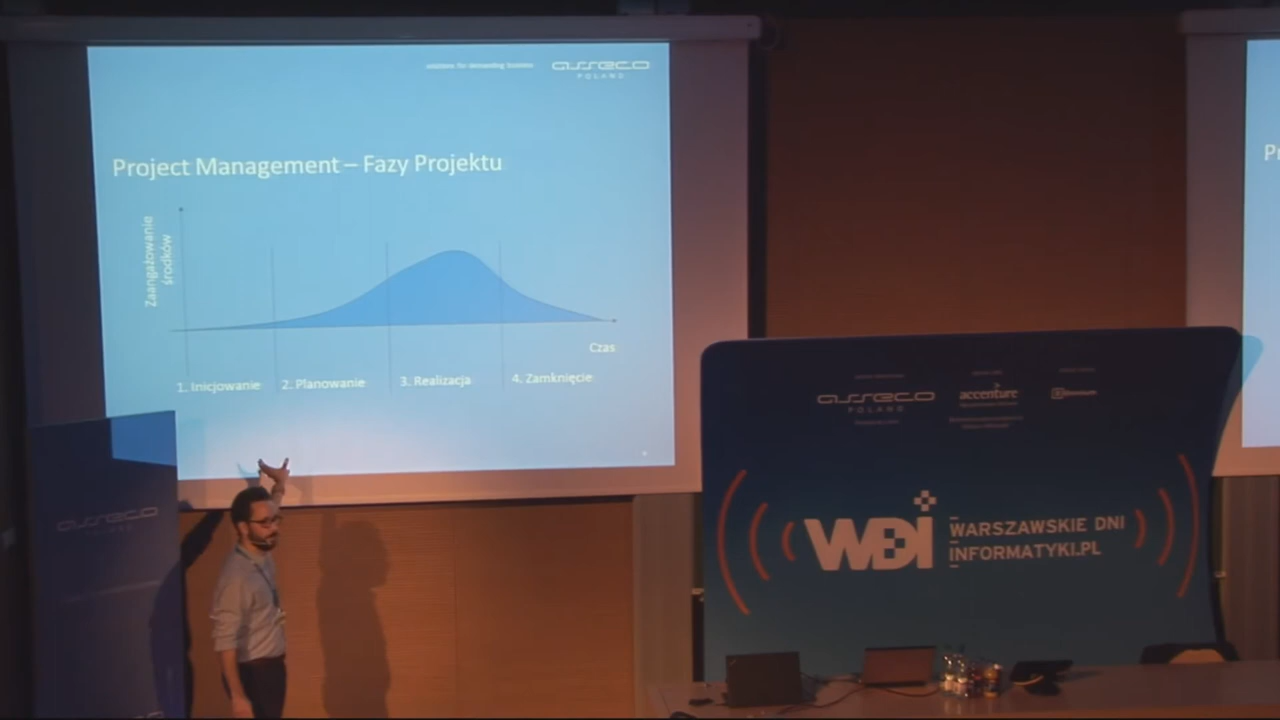 solutions for demanding business
asseco
POLAND
Project Management – Fazy Projektu
Zaangażowanie
środków
Czas
1. Inicjowanie
2. Planowanie
3. Realizacja
4. Zamknięcie
Pr
asseco
POLAND
accenture
asseco
WDI
WARSZAWSKIE DNI
INFORMATYKI.PL